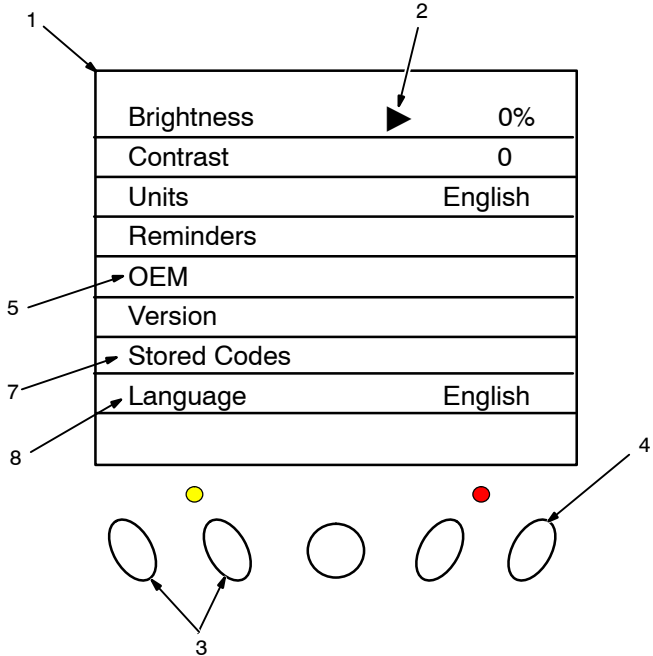 1
2
Brightness 0%
Contrast 0
Units English
Reminders
OEM
5
Version
Stored Codes
7
Language English
8
4
3